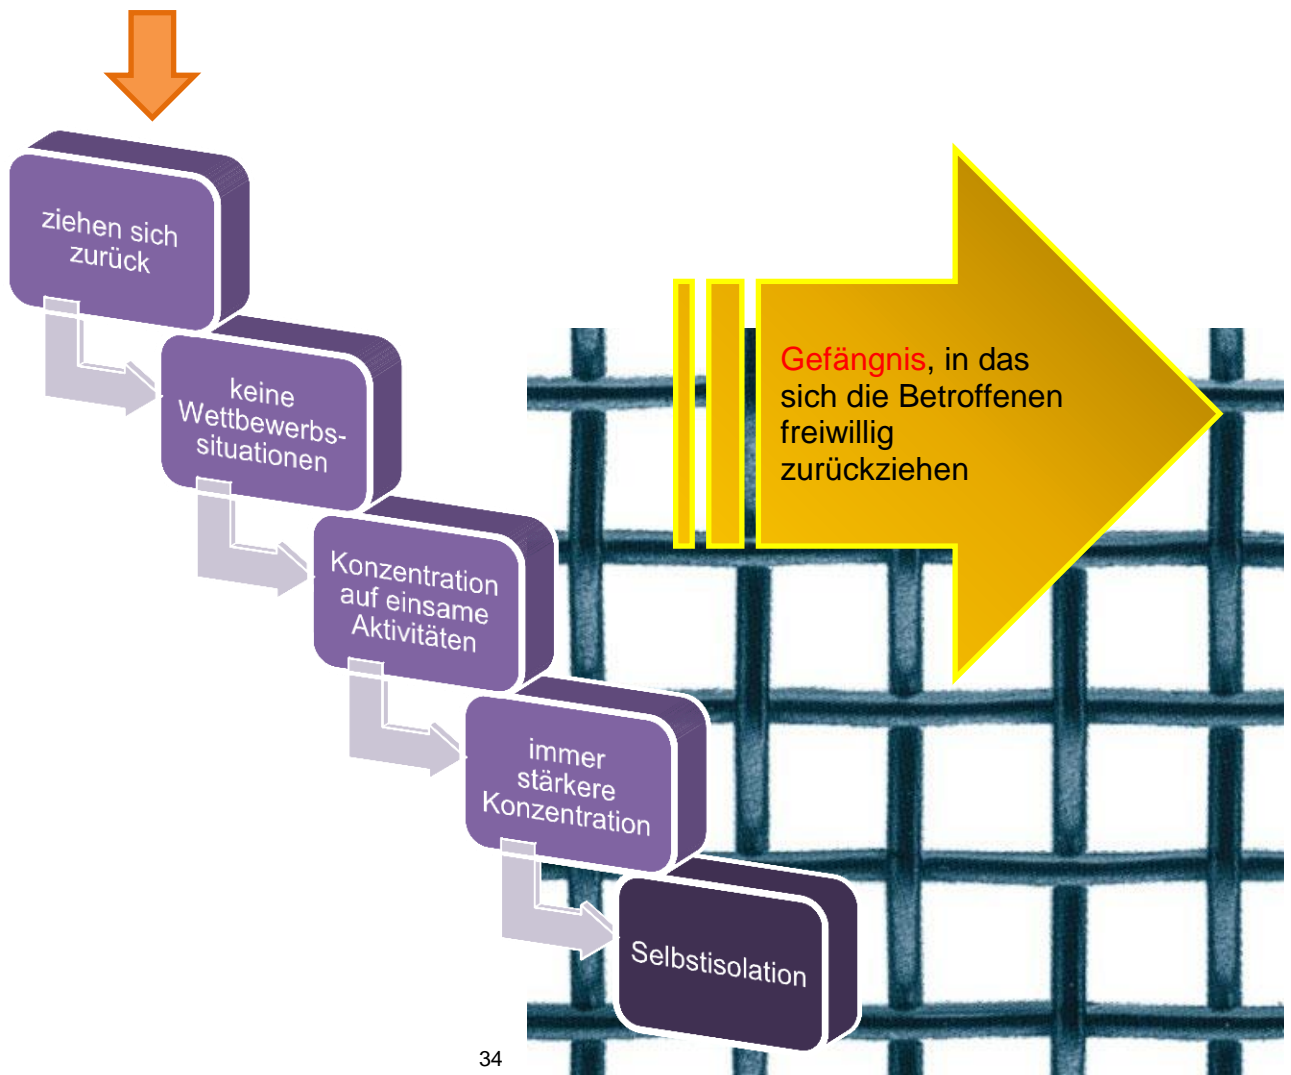 ziehen sich
zurück
keine
Wettbewerbs-
situationen
Gefängnis, in das
sich die Betroffenen
freiwillig
zurückziehen
Konzentration
auf einsame
Aktivitäten
immer
stärkere
Konzentration
Selbstisolation
34